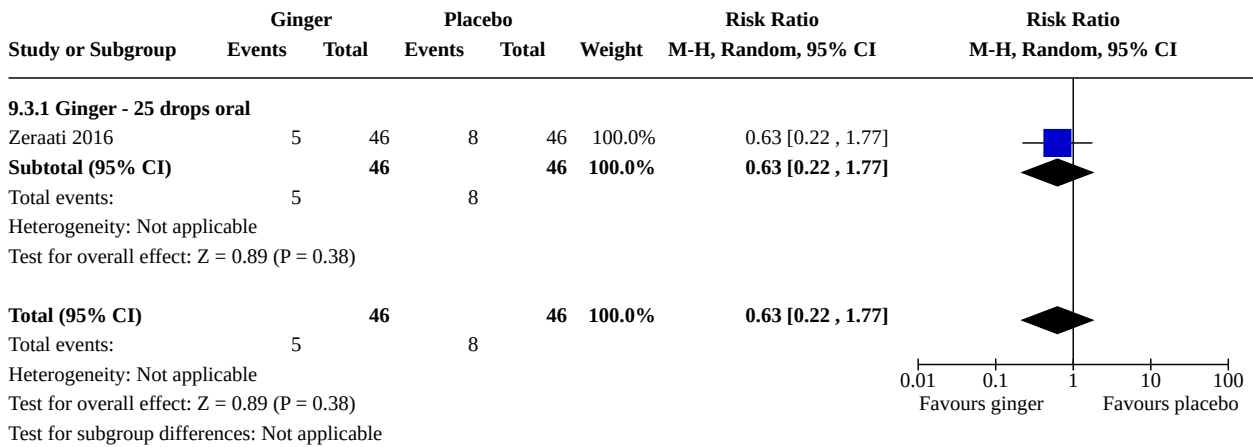 Ginger Placebo Risk Ratio Risk Ratio
Study or Subgroup Events Total Events Total Weight M-H, Random, 95% CI M-H, Random, 95% CI
9.3.1 Ginger - 25 drops oral
Zeraati 2016 5 46 8 46 100.0% 0.63 [0.22 , 1.77]
Subtotal (95% CI) 46 46 100.0% 0.63 [0.22 , 1.77]
Total events: 5 8
Heterogeneity: Not applicable
Test for overall effect: Z = 0.89 (P = 0.38)
Total (95% CI) 46 46 100.0% 0.63 [0.22 , 1.77]
Total events: 5 8
Heterogeneity: Not applicable
0.01 0.1 1 10 100
Test for overall effect: Z = 0.89 (P = 0.38) Favours ginger Favours placebo
Test for subgroup differences: Not applicable